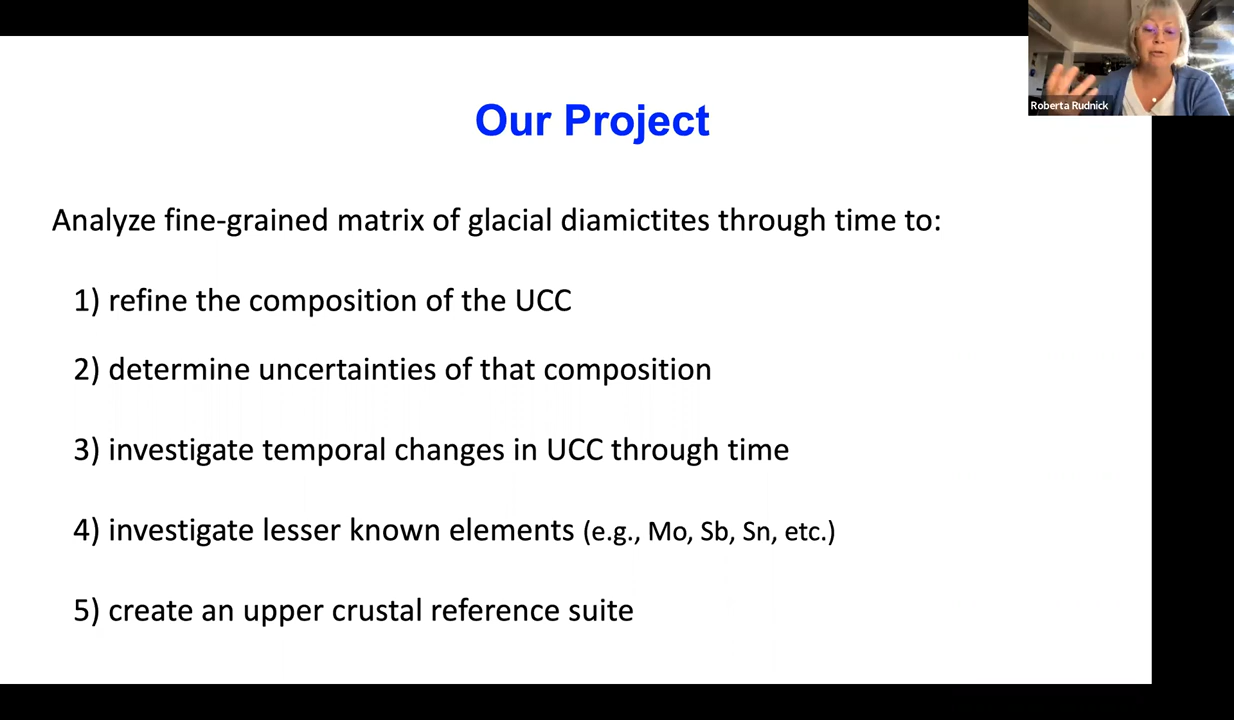 Our Project
Roberta Rudnick
Analyze fine-grained matrix of glacial diamictites through time to:
1) refine the composition of the UCC
2) determine uncertainties of that composition
3) investigate temporal changes in UCC through time
4) investigate lesser known elements (e.g., Mo, Sb, Sn, etc.)
5) create an upper crustal reference suite